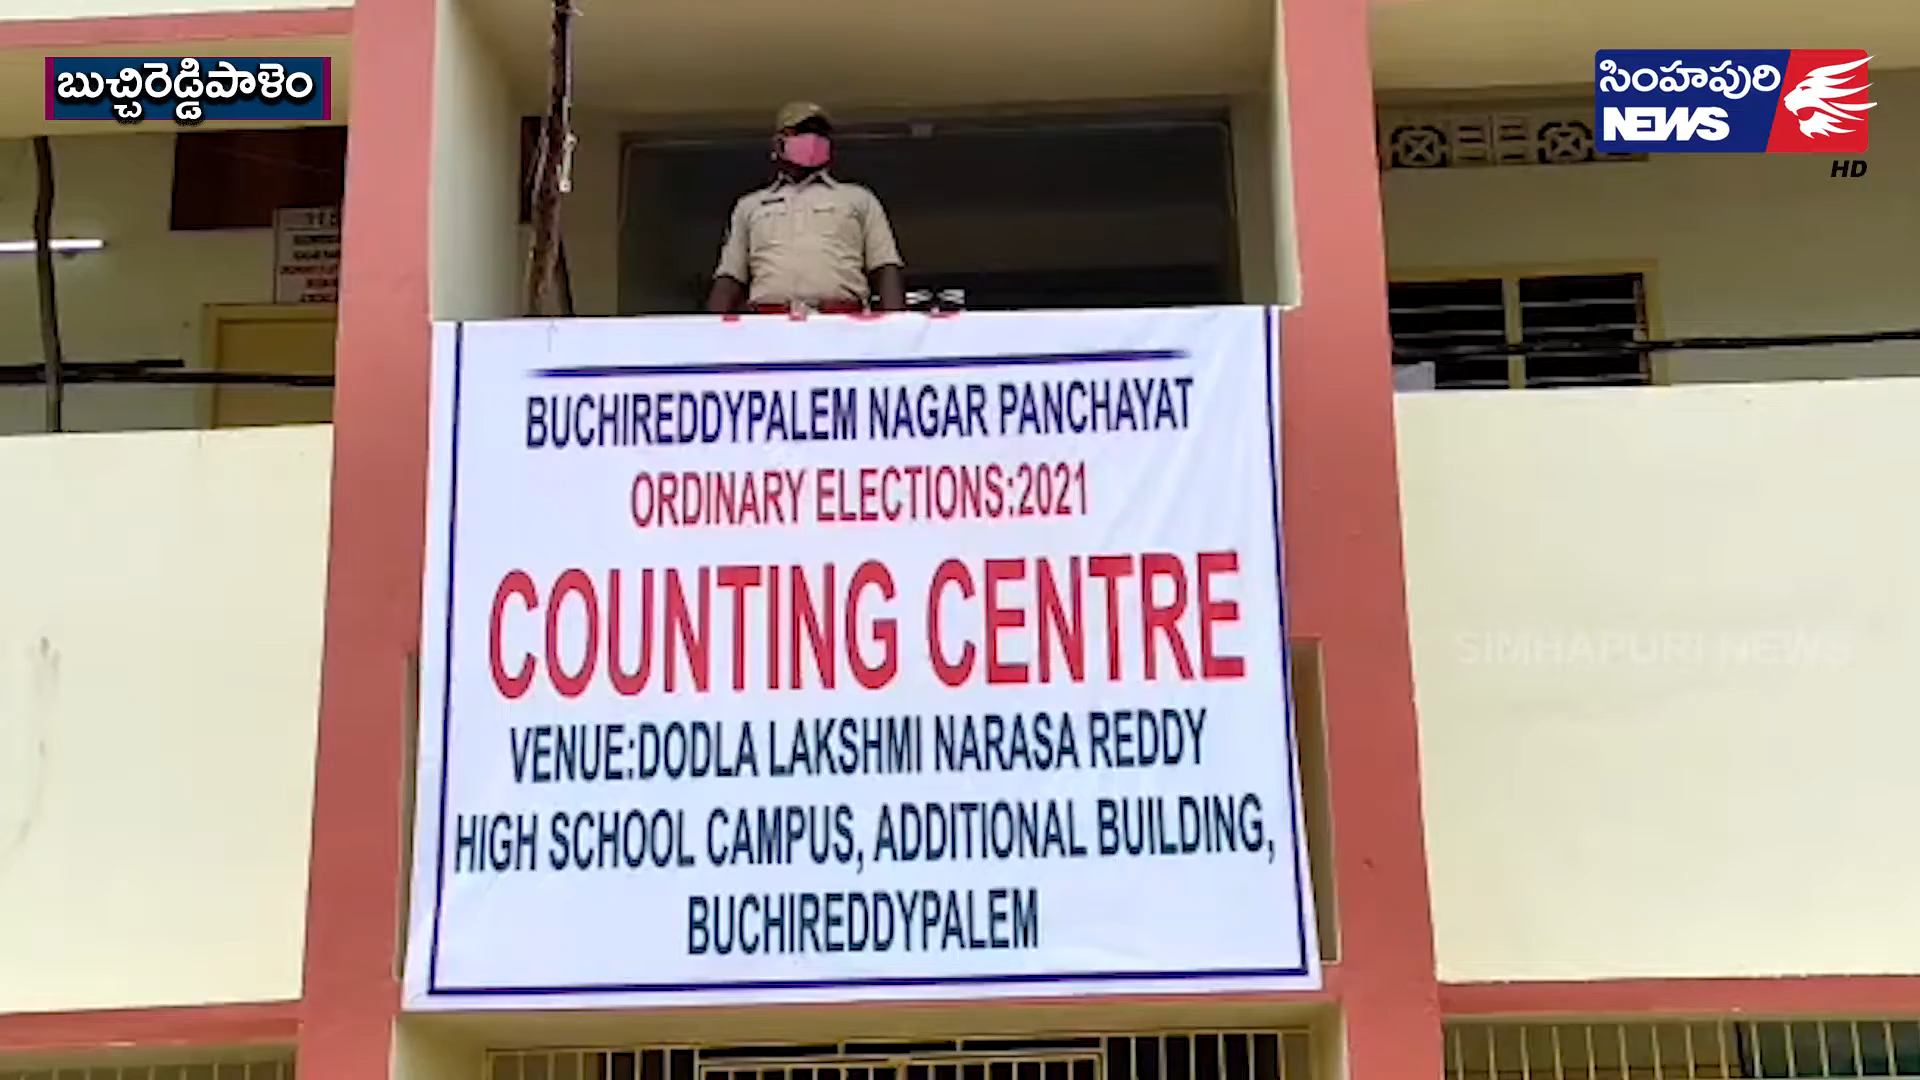 బుచ్చిరెడ్డిపాళెం
సింహపురి
NEWS
HD
BUCHIREDDYPALEM NAGAR PANCHAYAT
ORDINARY ELECTIONS:2021
COUNTING CENTRE
VENUE:DODLA LAKSHMI NARASA REDDY
HIGH SCHOOL CAMPUS, ADDITIONAL BUILDING,
BUCHIREDDYPALEM
SIMHAPURI NEWS